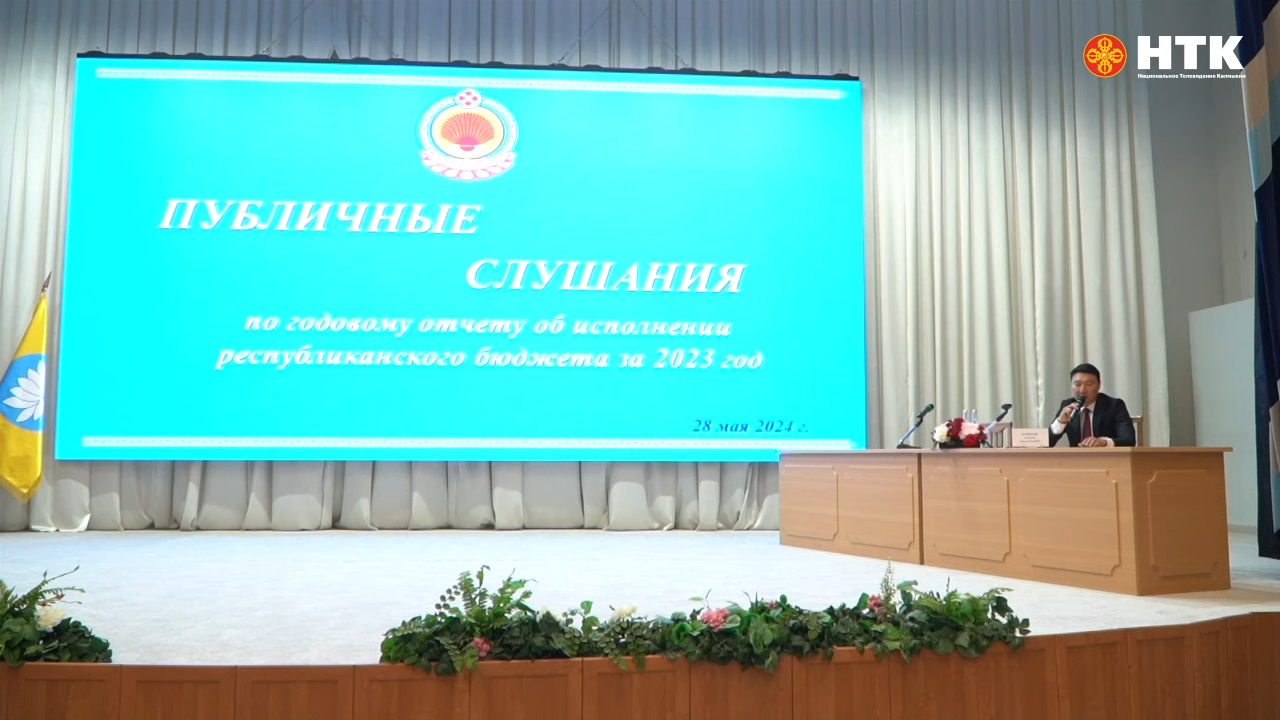 НТК
Национальное Телевидение Калмыкии
ПУБЛИЧНЫЕ
СЛУШАНИЯ
по годовому отчету об исполнении
республиканского бюджета за 2023 год
28 мая 2024 г.